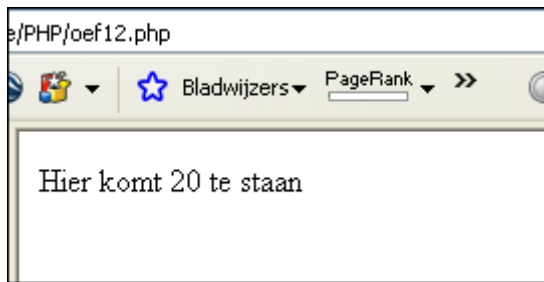 e/PHP/oef12.php
Bladwijzers PageRank
Hier komt 20 te staan